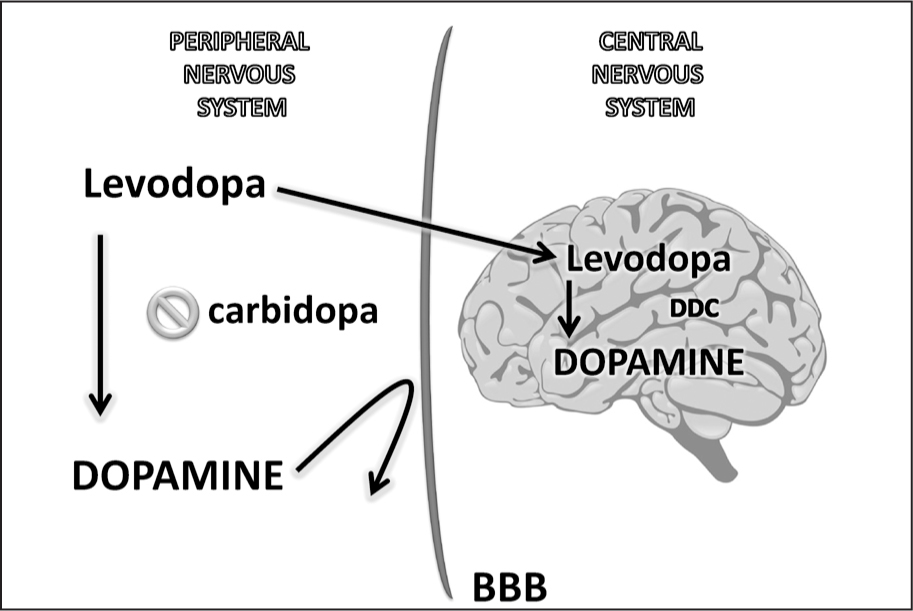 PERIPHERAL
NERVOUS
SYSTEM
CENTRAL
NERVOUS
SYSTEM
Levodopa
Levodopa
carbidopa
DDC
DOPAMINE
DOPAMINE
BBB